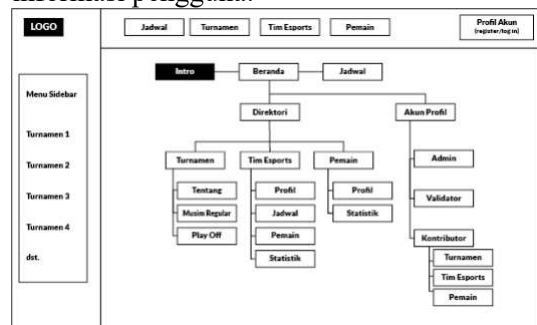 informasi pengguna.
LOGO
Jadwal
Turnamen
Tim Esports
Pemain
Profil Akun
(register/log in)
Menu Sidebar
Turnamen 1
Turnamen 2
Turnamen 3
Turnamen 4
dst.
Intro
Beranda
Jadwal
Direktori
Akun Profil
Turnamen
Tim Esports
Pemain
Tentang
Musim Regular
Play Off
Profil
Jadwal
Pemain
Statistik
Profil
Statistik
Admin
Validator
Kontributor
Turnamen
Tim Esports
Pemain